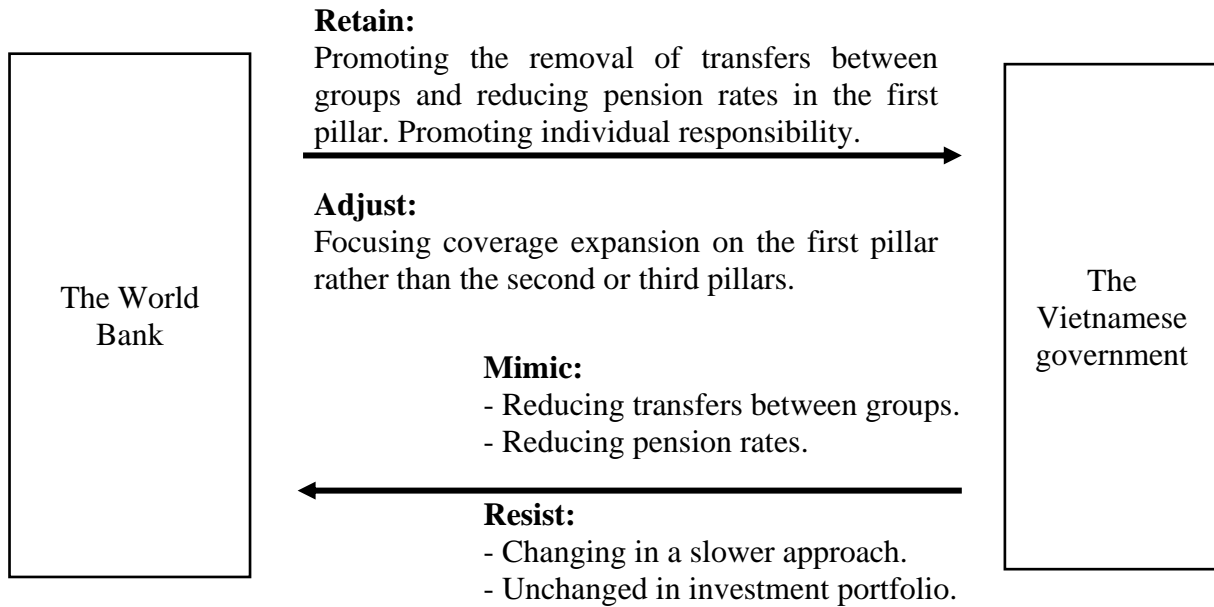 Retain:
Promoting the removal of transfers between
groups and reducing pension rates in the first
pillar. Promoting individual responsibility.
Adjust:
Focusing coverage expansion on the first pillar
rather than the second or third pillars.
The World
Bank
The
Vietnamese
government
Mimic:
- Reducing transfers between groups.
- Reducing pension rates.
Resist:
- Changing in a slower approach.
- Unchanged in investment portfolio.